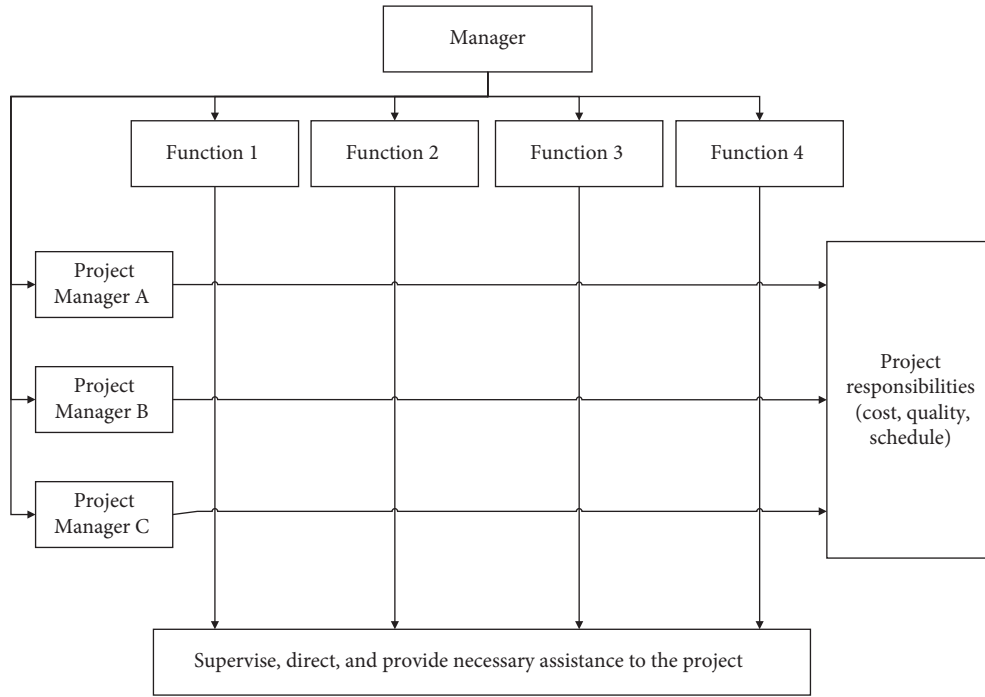 Manager
Function 1
Function 2
Function 3
Function 4
Project
Manager A
Project
Manager B
Project
Manager C
Project
responsibilities
(cost, quality,
schedule)
Supervise, direct, and provide necessary assistance to the project